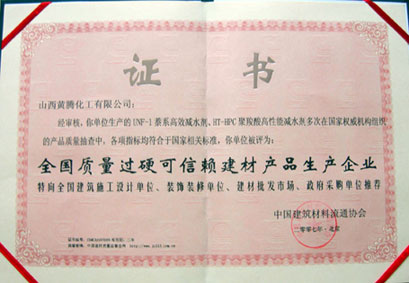 证书
山西黄腾化工有限公司:
经审核,你单位生产的UNF-1萘系高效减水剂、HT-HPC聚羧酸高性能减水剂多次在国家权威机构组织
的产品质量抽查中,各项指标均符合于国家相关标准,你单位被评为:
全国质量过硬可信赖建材产品生产企业
特向全国建筑施工设计单位、装饰装修单位、建材批发市场、政府采购单位推荐
中国建筑材料流通协会
二零零七年·北京